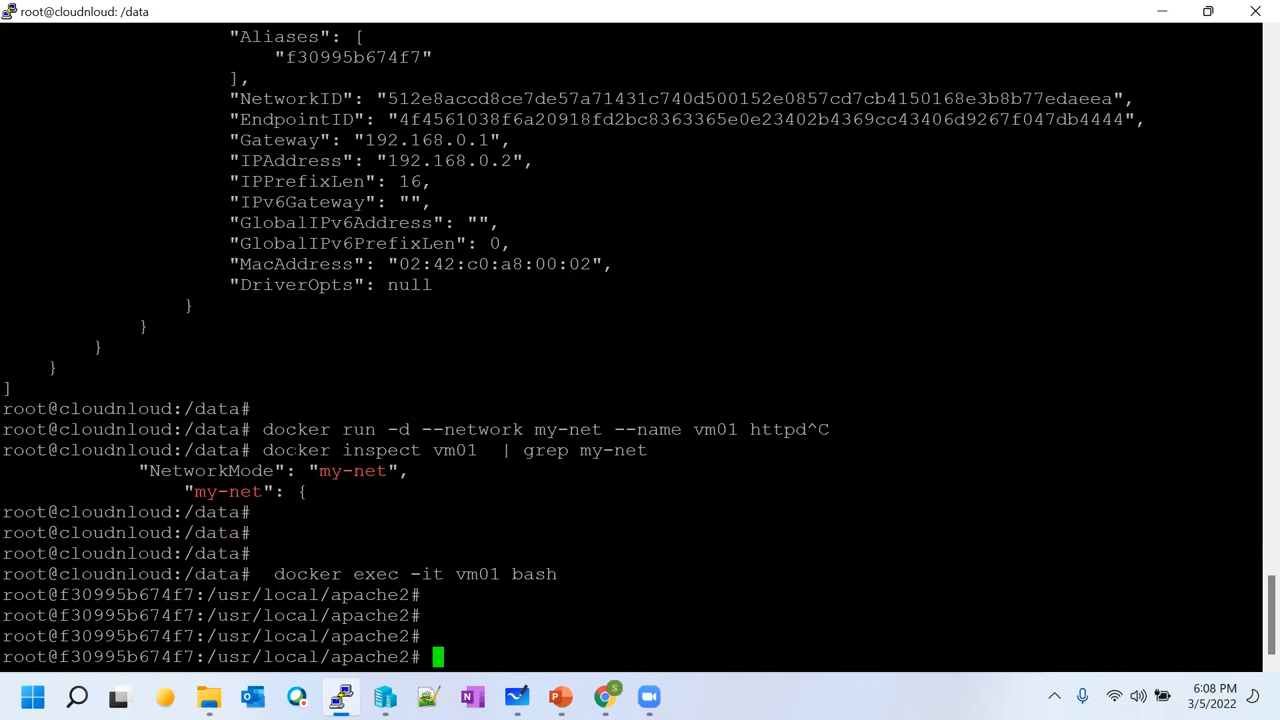 root@cloudnloud: /data
"Aliases": [
"f30995b674f7"
],
"NetworkID": "512e8accd8ce7de57a71431c740d500152e0857cd7cb4150168e3b8b77edaeea",
"EndpointID": "4f4561038f6a20918fd2bc8363365e0e23402b4369cc43406d9267f047db4444",
"Gateway": "192.168.0.1",
"IPAddress": "192.168.0.2",
"IPPrefixLen": 16,
"IPv6Gateway": "",
"GlobalIPv6Address": "",
"GlobalIPv6PrefixLen": 0,
"MacAddress": "02:42:c0:a8:00:02",
"DriverOpts": null
}
}
}
}
]
root@cloudnloud:/data#
root@cloudnloud:/data# docker run -d --network my-net --name vm01 httpd^C
root@cloudnloud:/data# docker inspect vm01  | grep my-net
"NetworkMode": "my-net",
"my-net": {
root@cloudnloud:/data#
root@cloudnloud:/data#
root@cloudnloud:/data#
root@cloudnloud:/data#  docker exec -it vm01 bash
root@f30995b674f7:/usr/local/apache2#
root@f30995b674f7:/usr/local/apache2#
root@f30995b674f7:/usr/local/apache2#
root@f30995b674f7:/usr/local/apache2#
6:08 PM
3/5/2022